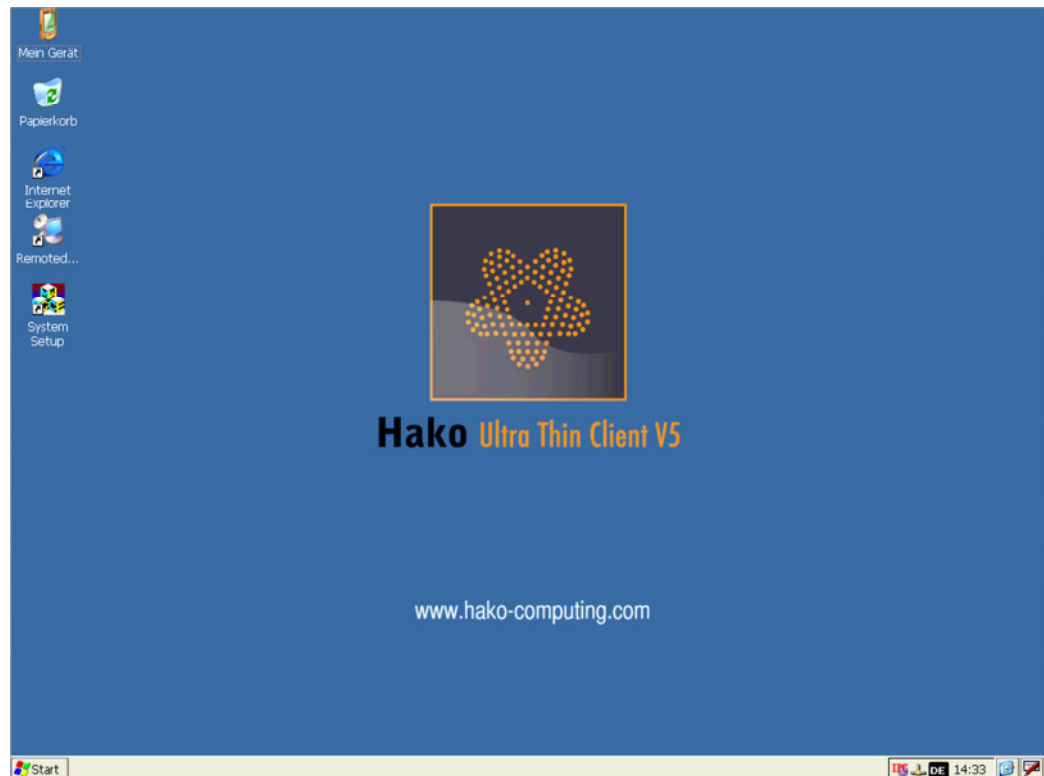 Mein Gerät
Papierkorb
Internet
Explorer
Remoted...
System
Setup
Hako Ultra Thin Client V5
www.hako-computing.com
Start
DE 14:33